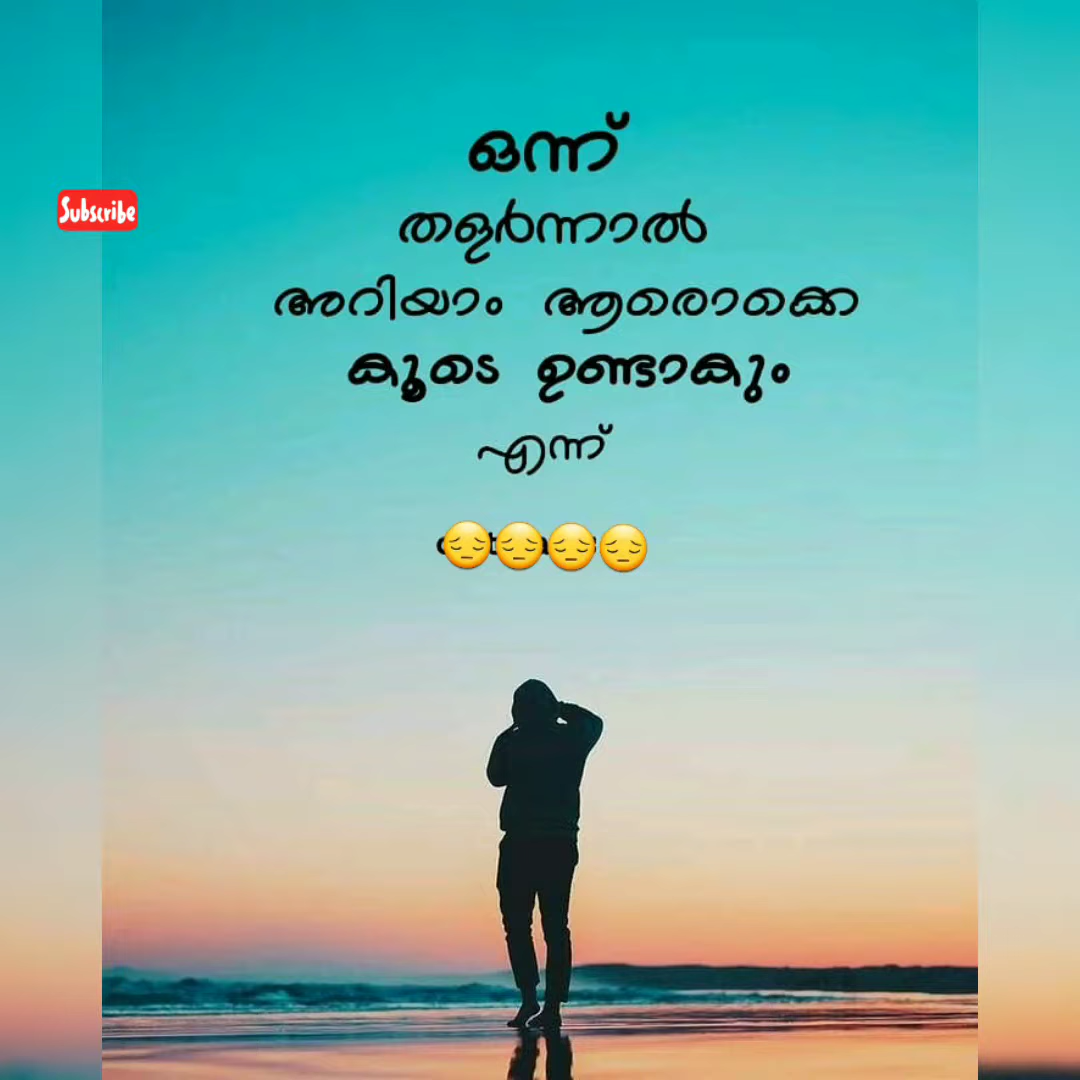 ഒന്ന്
തളർന്നാൽ
Subscribe
അറിയാം ആരൊക്കെ
കൂടെ ഉണ്ടാകും
എന്ന്